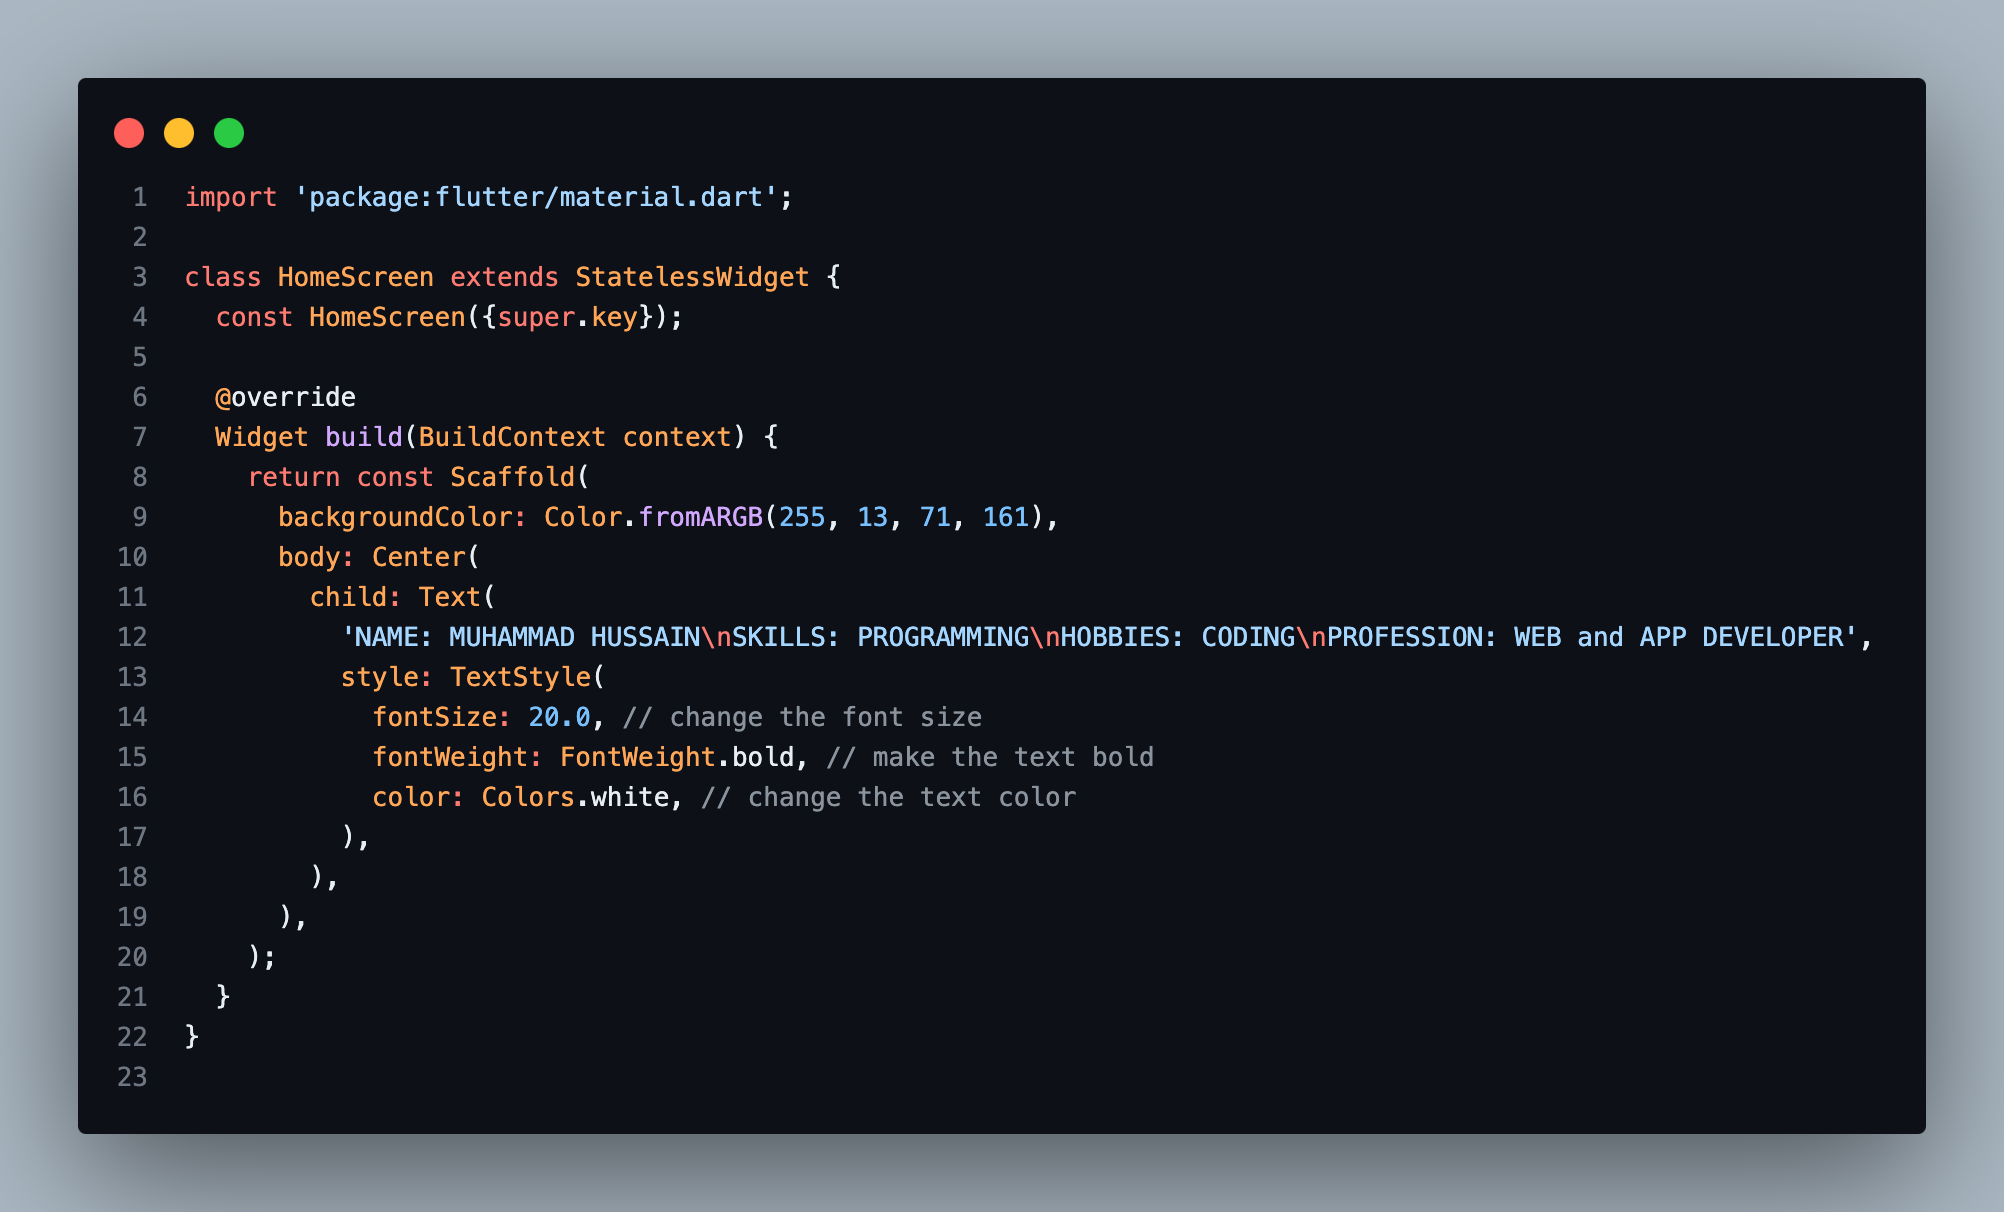 1 import 'package:flutter/material.dart';
2
3 class HomeScreen extends StatelessWidget {
4   const HomeScreen({super.key});
5
6   @override
7   Widget build(BuildContext context) {
8     return const Scaffold(
9       backgroundColor: Color.fromARGB(255, 13, 71, 161),
10       body: Center(
11         child: Text(
12           'NAME: MUHAMMAD HUSSAIN\nSKILLS: PROGRAMMING\nHOBBIES: CODING\nPROFESSION: WEB and APP DEVELOPER',
13           style: TextStyle(
14             fontSize: 20.0, // change the font size
15             fontWeight: FontWeight.bold, // make the text bold
16             color: Colors.white, // change the text color
17           ),
18         ),
19       ),
20     );
21   }
22 }
23